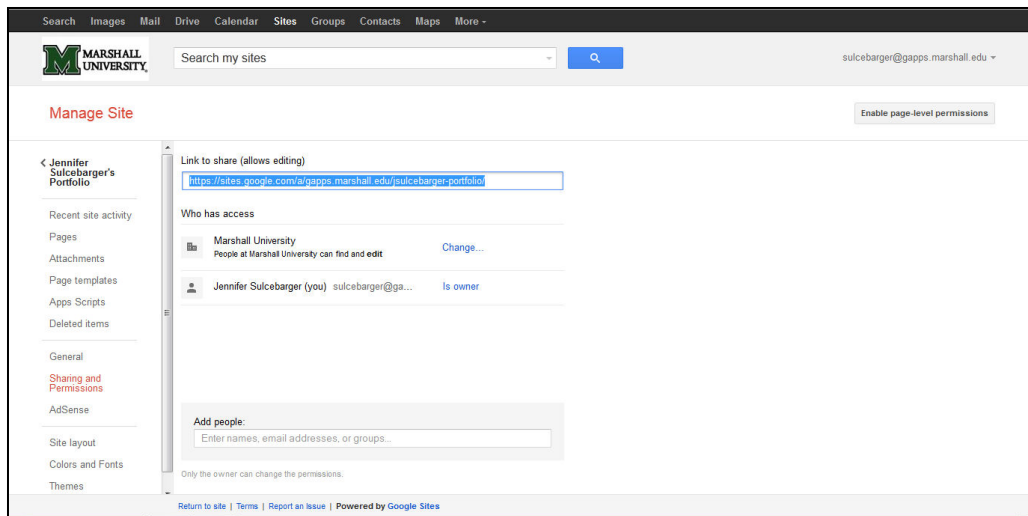 Search Images Mail Drive Calendar Sites Groups Contacts Maps More
MARSHALL
UNIVERSITY.
Search my sites
sulcebarger@gapps.marshall.edu
Manage Site
Enable page-level permissions
Jennifer
Sulcebarger's
Portfolio
Recent site activity
Pages
Attachments
Page templates
Apps Scripts
Deleted items
General
Sharing and
Permissions
AdSense
Site layout
Colors and Fonts
Themes
Link to share (allows editing)
https://sites.google.com/a/gapps.marshall.edu/jsulcebarger-portfolio/
Who has access
Marshall University
People at Marshall University can find and edit
Change...
Jennifer Sulcebarger (you) sulcebarger@ga... Is owner
Add people:
Enter names, email addresses, or groups...
Only the owner can change the permissions.
Return to site | Terms | Report an Issue | Powered by Google Sites